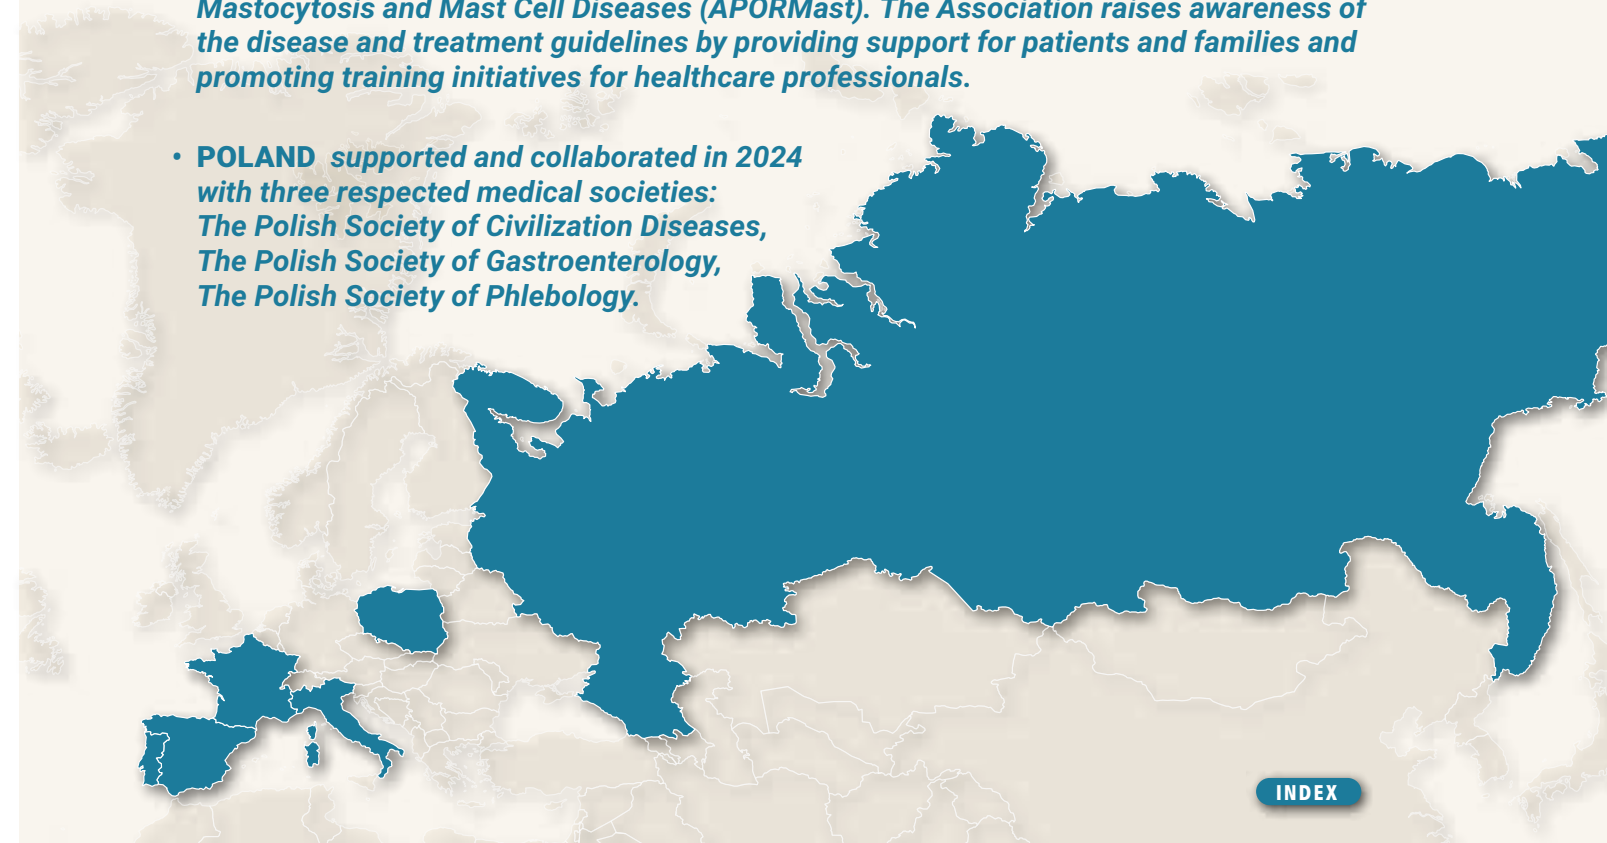 Mastocytosis and Mast Cell Diseases (APORMast). The Association raises awareness of
the disease and treatment guidelines by providing support for patients and families and
promoting training initiatives for healthcare professionals.
• POLAND supported and collaborated in 2024
with three respected medical societies:
The Polish Society of Civilization Diseases,
The Polish Society of Gastroenterology,
The Polish Society of Phlebology.
INDEX